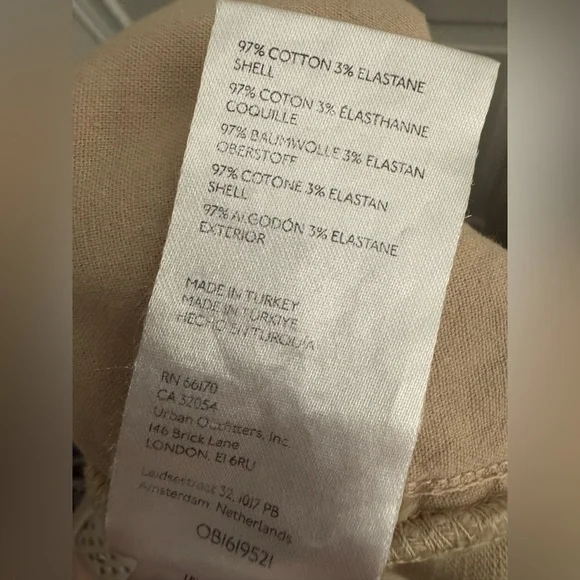 97% COTTON 3% ELASTANE
SHELL
97% COTON 3% ÉLASTHANNE
COQUILLE
97% BAUMWOLLE 3% ELASTAN
OBERSTOFF
97% COTONE 3% ELASTAN
SHELL
97% ALGODÓN 3% ELASTANE
EXTERIOR
MADE IN TURKEY
MADE IN TÜRKIYE
HECHO EN TURQUÍA
RN 66170
CA 32054
Urban Outfitters, Inc.
146 Brick Lane
LONDON, E1 6RU
Leidsestraat 32, 1017 PB
Amsterdam, Netherlands
OB1619521